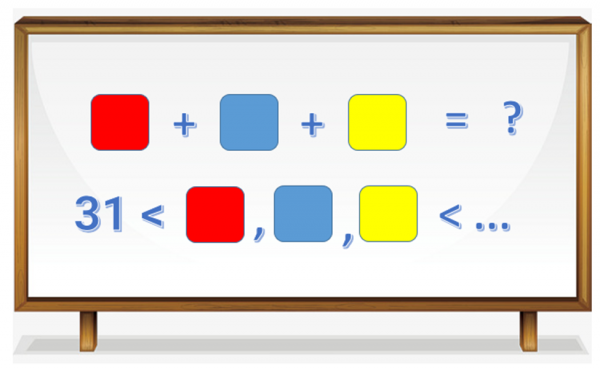 + + = ?
31 < , , < ...